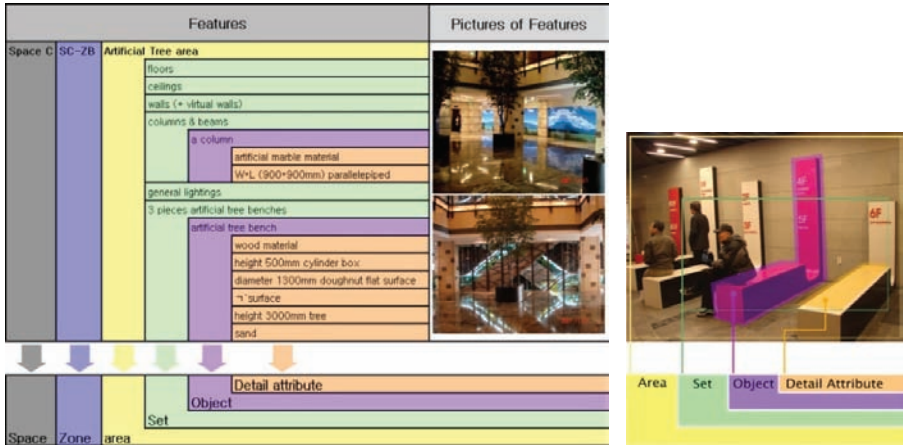 Features
Pictures of Features
Space C
SC-ZB
Artificial Tree area
floors
ceilings
walls (+ virtual walls)
columns & beams
a column
artificial marble material
W*L (900*900mm) parallelepiped
general lightings
3 pieces artificial tree benches
artificial tree bench
wood material
height 500mm cylinder box
diameter 1300mm doughnut flat surface
ㄱ surface
height 3000mm tree
sand
Detail attribute
Object
Set
Space
Zone
area
4F
5F
6F
Area
Set
Object
Detail Attribute